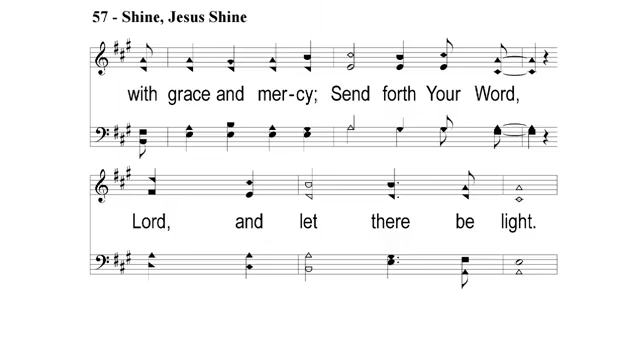 57 - Shine, Jesus Shine
with grace and mer-cy; Send forth Your Word,
Lord, and let there be light.